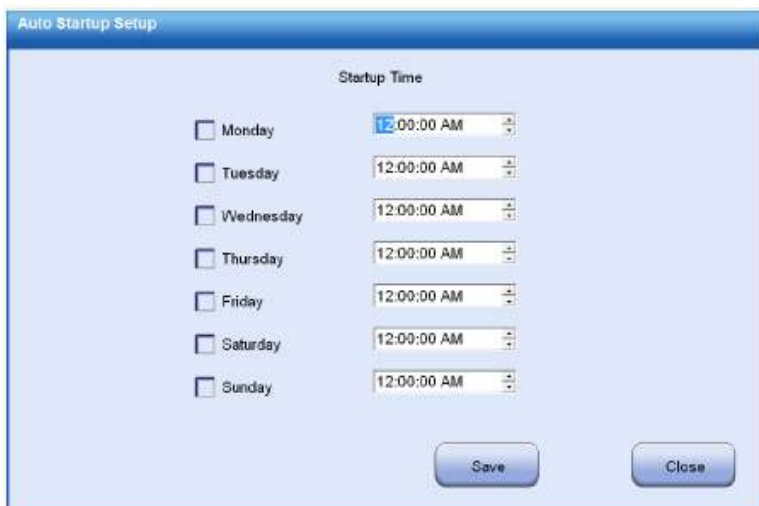 Auto Startup Setup
Startup Time
Monday 12:00:00 AM
Tuesday 12:00:00 AM
Wednesday 12:00:00 AM
Thursday 12:00:00 AM
Friday 12:00:00 AM
Saturday 12:00:00 AM
Sunday 12:00:00 AM
Save Close